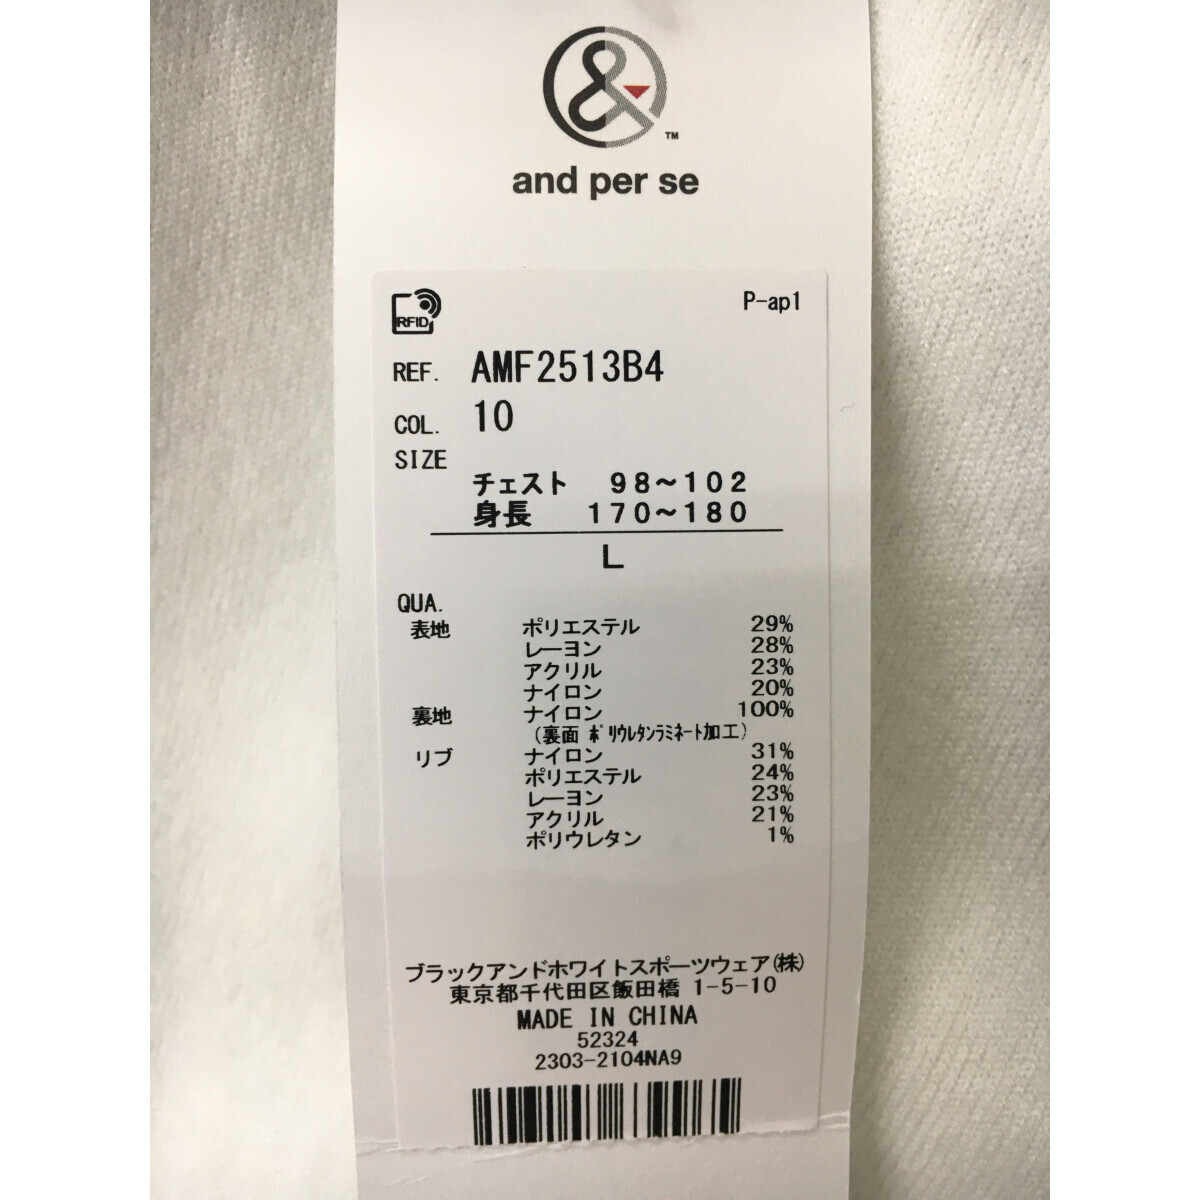 &
TM
and per se
RFID
P-ap1
REF. AMF2513B4
COL. 10
SIZE
チェスト 98～102
身長 170～180
L
QUA.
表地 ポリエステル 29%
レーヨン 28%
アクリル 23%
ナイロン 20%
裏地 ナイロン 100%
(裏面 ﾎﾟﾘｳﾚﾀﾝﾗﾐﾈｰﾄ加工)
リブ ナイロン 31%
ポリエステル 24%
レーヨン 23%
アクリル 21%
ポリウレタン 1%
ブラックアンドホワイトスポーツウェア(株)
東京都千代田区飯田橋 1-5-10
MADE IN CHINA
52324
2303-2104NA9